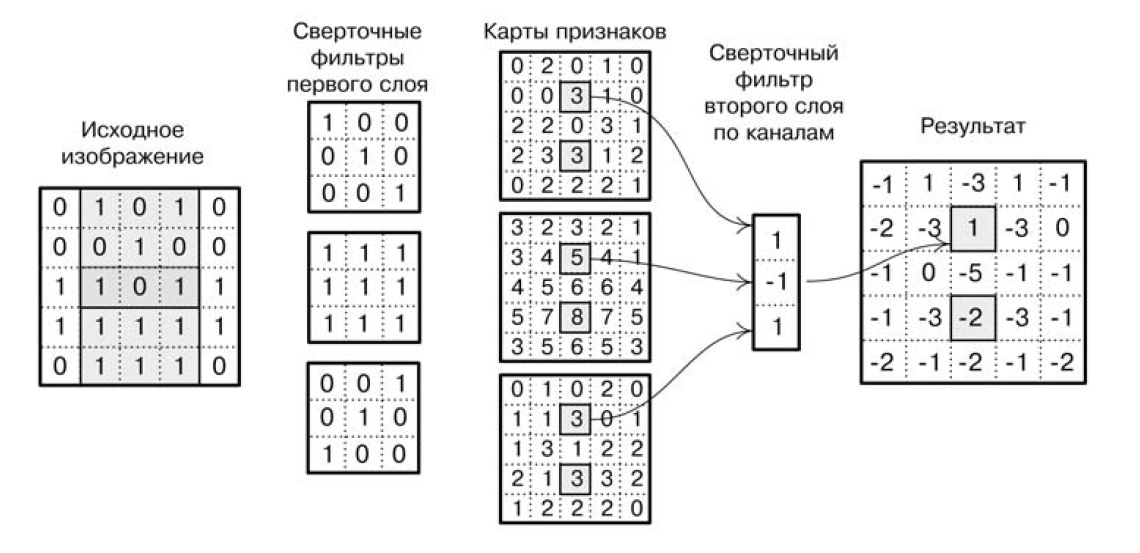 Исходное
изображение
0 1 0 1 0
0 0 1 0 0
1 1 0 1 1
1 1 1 1 1
0 1 1 1 0
Сверточные
фильтры
первого слоя
1 0 0
0 1 0
0 0 1
1 1 1
1 1 1
1 1 1
0 0 1
0 1 0
1 0 0
Карты признаков
0 2 0 1 0
0 0 3 1 0
2 2 0 3 1
2 3 3 1 2
0 2 2 2 1
3 2 3 2 1
3 4 5 4 1
4 5 6 6 4
5 7 8 7 5
3 5 6 5 3
0 1 0 2 0
1 1 3 0 1
1 3 1 2 2
2 1 3 3 2
1 2 2 2 0
Сверточный
фильтр
второго слоя
по каналам
1
-1
1
Результат
-1 1 -3 1 -1
-2 -3 1 -3 0
-1 0 -5 -1 -1
-1 -3 -2 -3 -1
-2 -1 -2 -1 -2